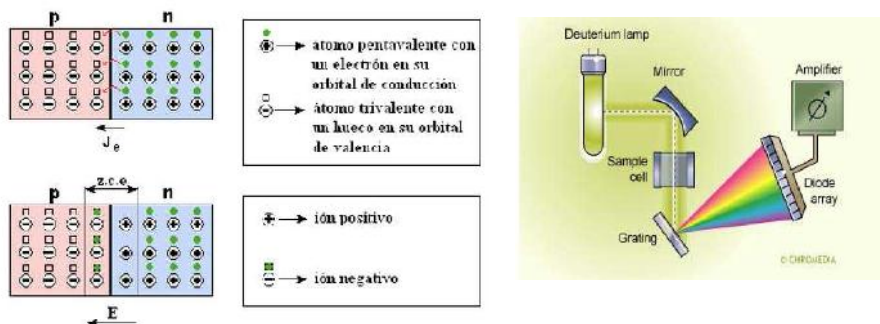 p n
J e
átomo pentavalente con
un electrón en su
orbital de conducción
átomo trivalente con
un hueco en su orbital
de valencia
z.c.e.
p n
E
ión positivo
ión negativo
Deuterium lamp
Mirror
Amplifier
Sample
cell
Diode
array
Grating
© CHROMEDIA